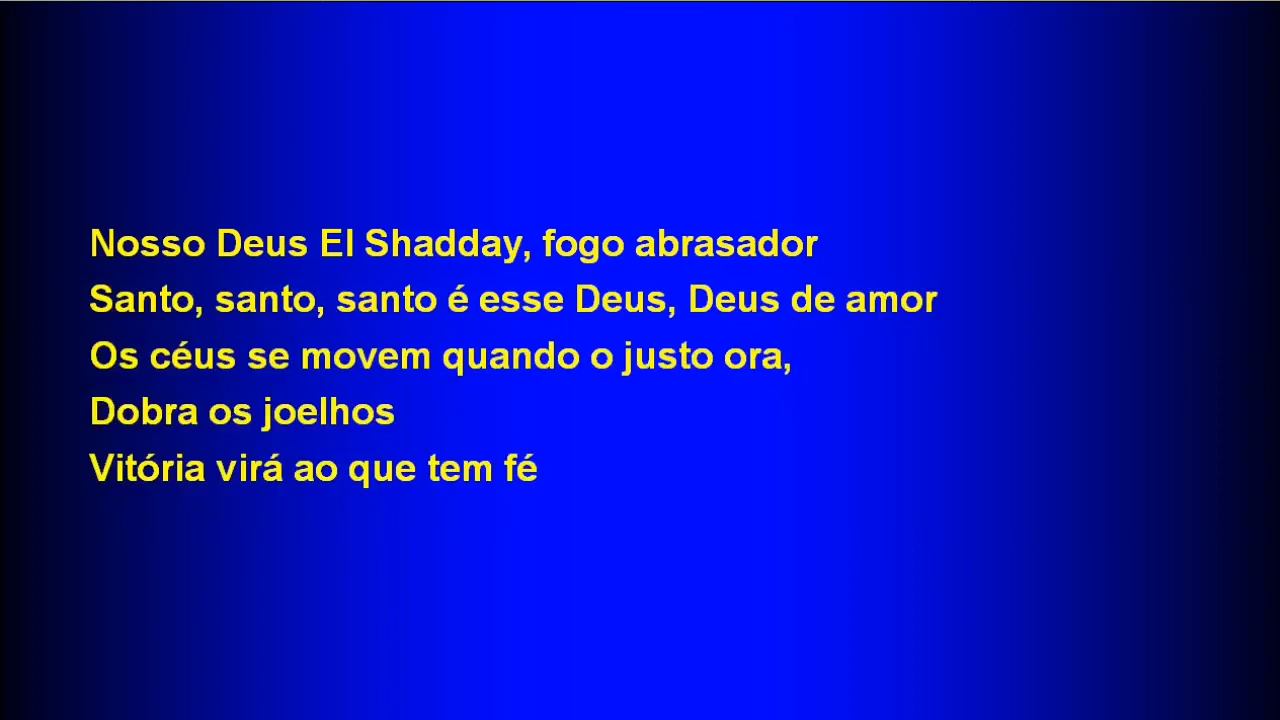 Nosso Deus El Shadday, fogo abrasador
Santo, santo, santo é esse Deus, Deus de amor
Os céus se movem quando o justo ora,
Dobra os joelhos
Vitória virá ao que tem fé